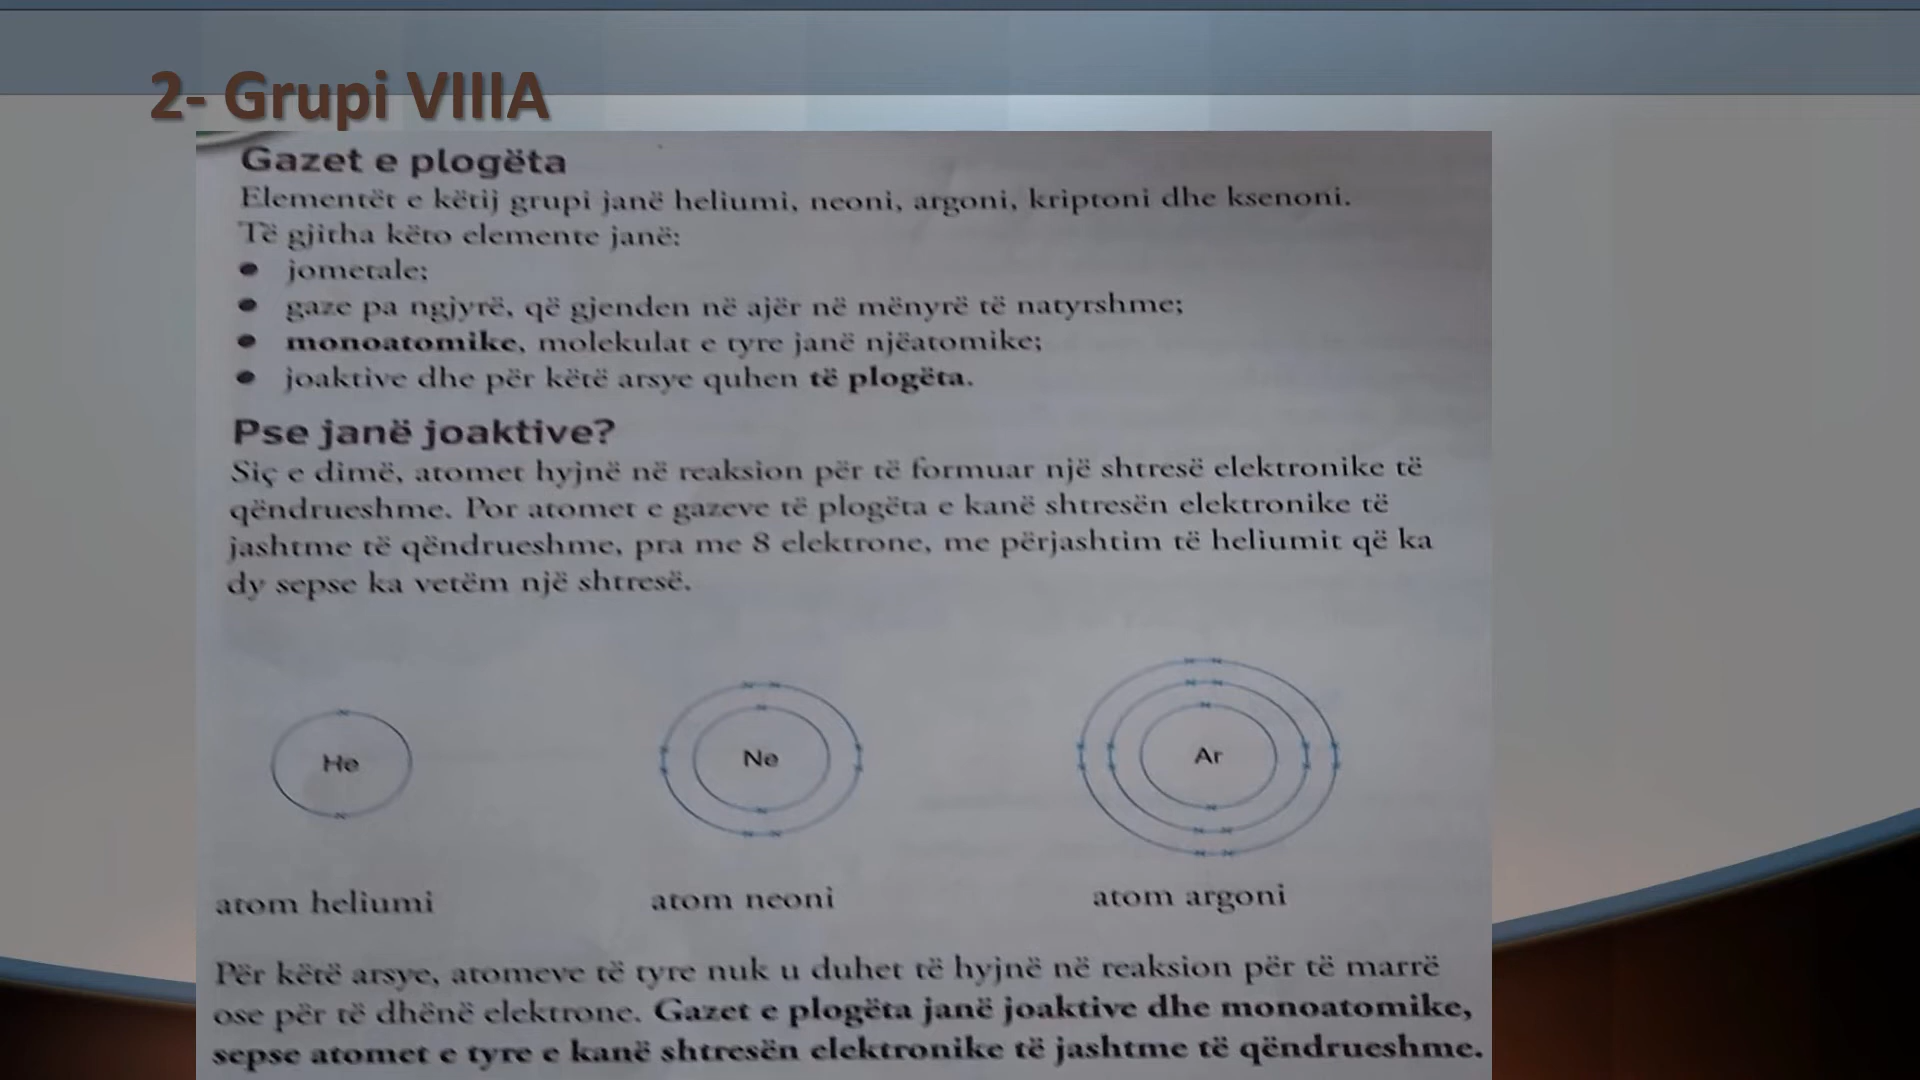 2- Grupi VIIIA
Gazet e plogëta
Elementët e këtij grupi janë heliumi, neoni, argoni, kriptoni dhe ksenoni.
Të gjitha këto elemente janë:
• jometale;
• gaze pa ngjyrë, që gjenden në ajër në mënyrë të natyrshme;
• monoatomike, molekulat e tyre janë njëatomike;
• joaktive dhe për këtë arsye quhen të plogëta.
Pse janë joaktive?
Siç e dimë, atomet hyjnë në reaksion për të formuar një shtresë elektronike të
qëndrueshme. Por atomet e gazeve të plogëta e kanë shtresën elektronike të
jashtme të qëndrueshme, pra me 8 elektrone, me përjashtim të heliumit që ka
dy sepse ka vetëm një shtresë.
He
Ne
Ar
atom heliumi
atom neoni
atom argoni
Për këtë arsye, atomeve të tyre nuk u duhet të hyjnë në reaksion për të marrë
ose për të dhënë elektrone. Gazet e plogëta janë joaktive dhe monoatomike,
sepse atomet e tyre e kanë shtresën elektronike të jashtme të qëndrueshme.